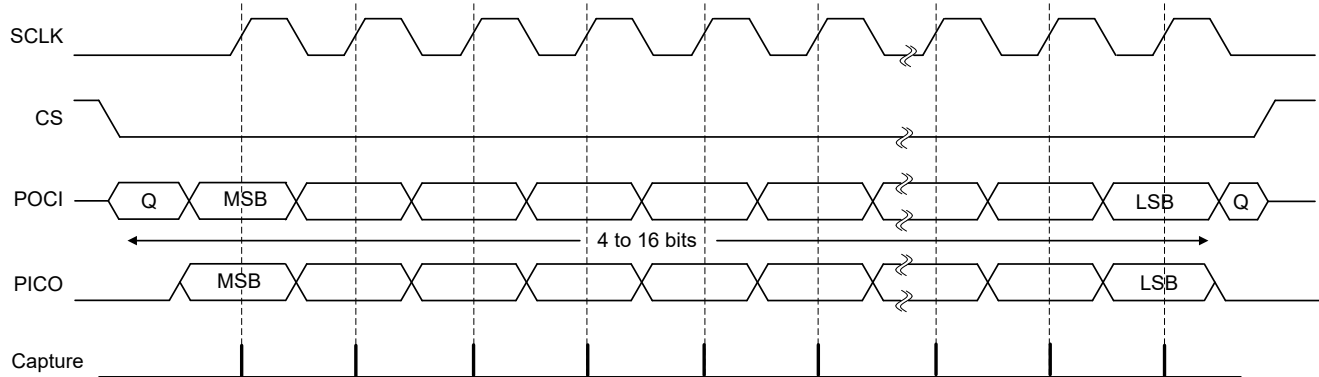 SCLK
CS
POCI Q MSB LSB Q
4 to 16 bits
PICO MSB LSB
Capture